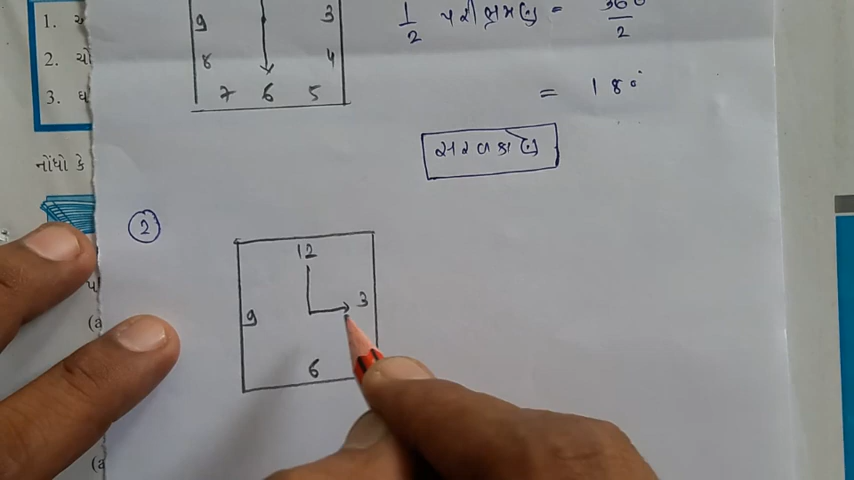 1.
2. ચો
3. ઘ
નોંધો કે
(a
(a
9 3
8 4
7 6 5
1/2 પરીભ્રમણ = 360/2
= 180°
સરળકોણ
2
12
9 3
6